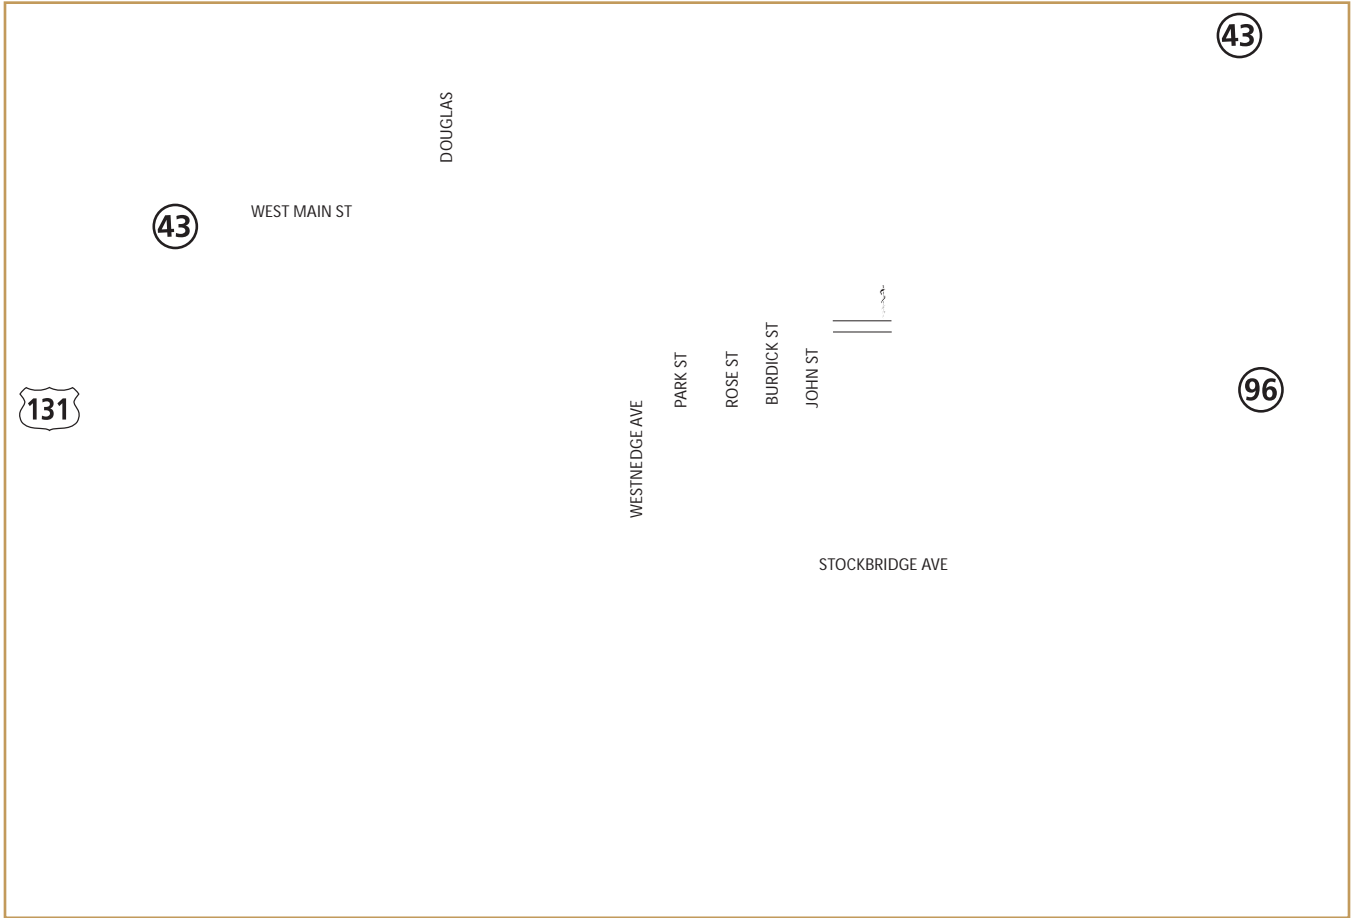 43
DOUGLAS
43
WEST MAIN ST
131
PARK ST
ROSE ST
BURDICK ST
JOHN ST
96
WESTNEDGE AVE
STOCKBRIDGE AVE